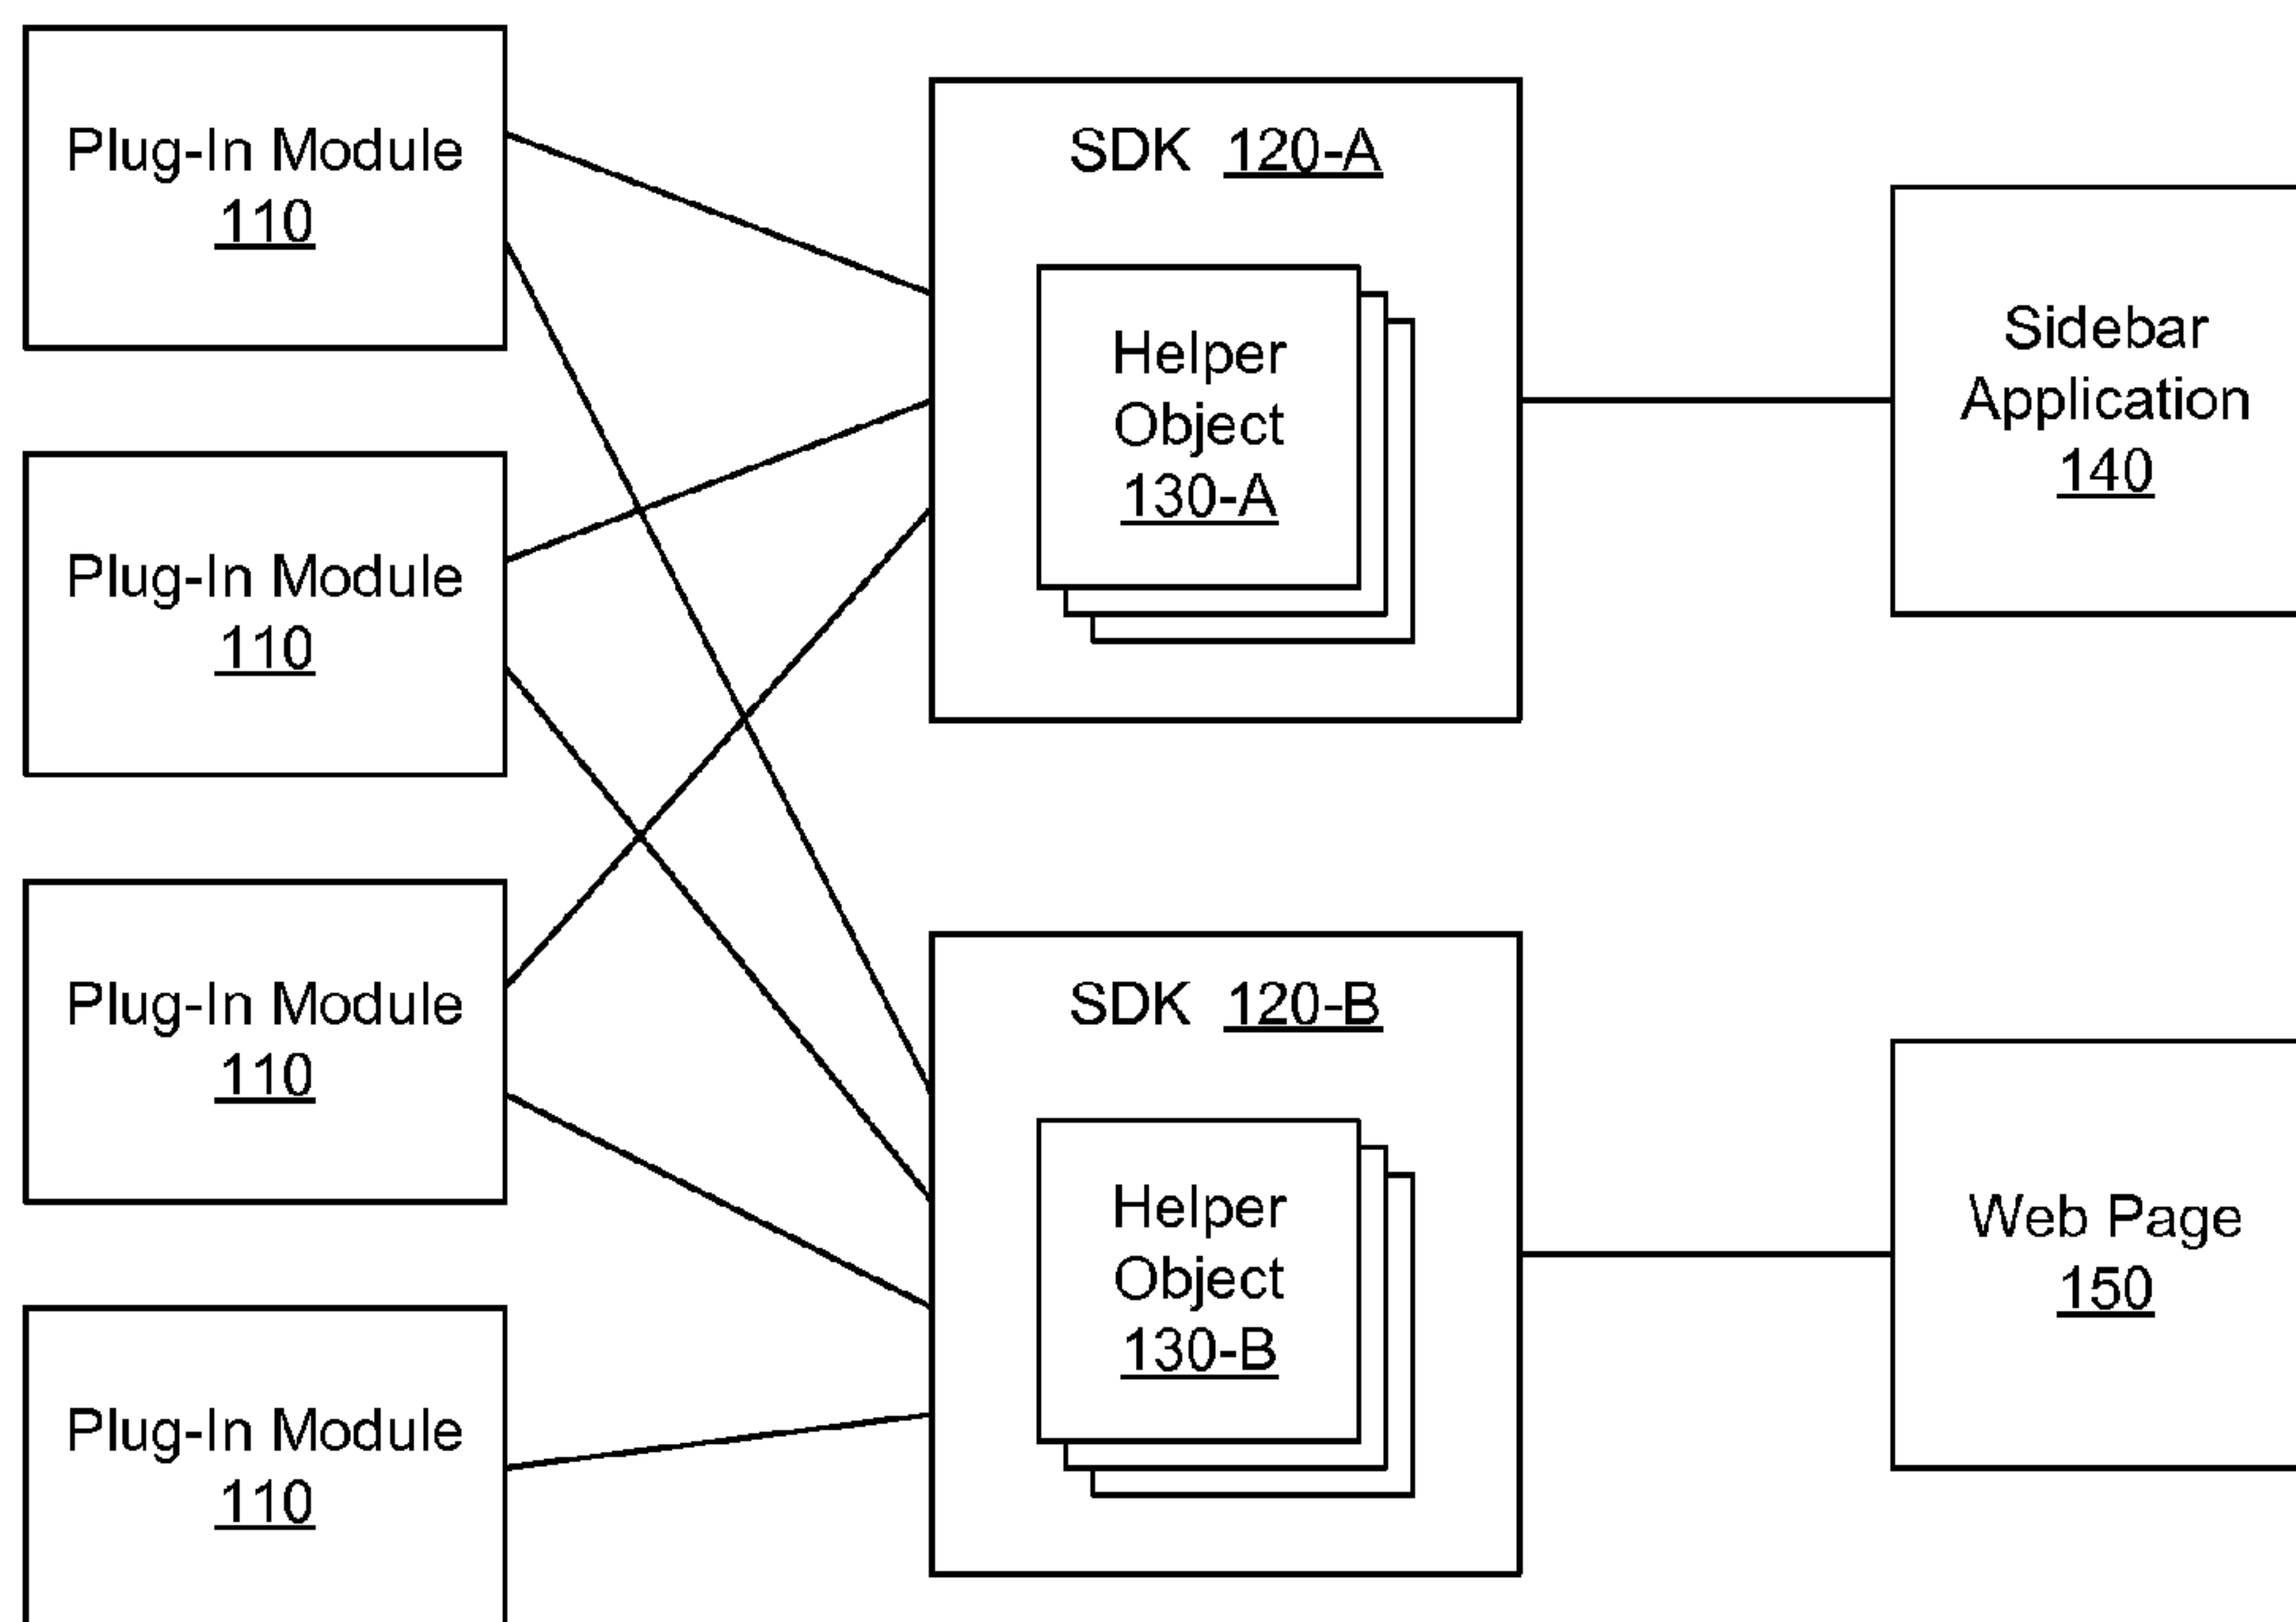 Plug-In Module
110
Plug-In Module
110
Plug-In Module
110
Plug-In Module
110
SDK 120-A
Helper
Object
130-A
SDK 120-B
Helper
Object
130-B
Sidebar
Application
140
Web Page
150